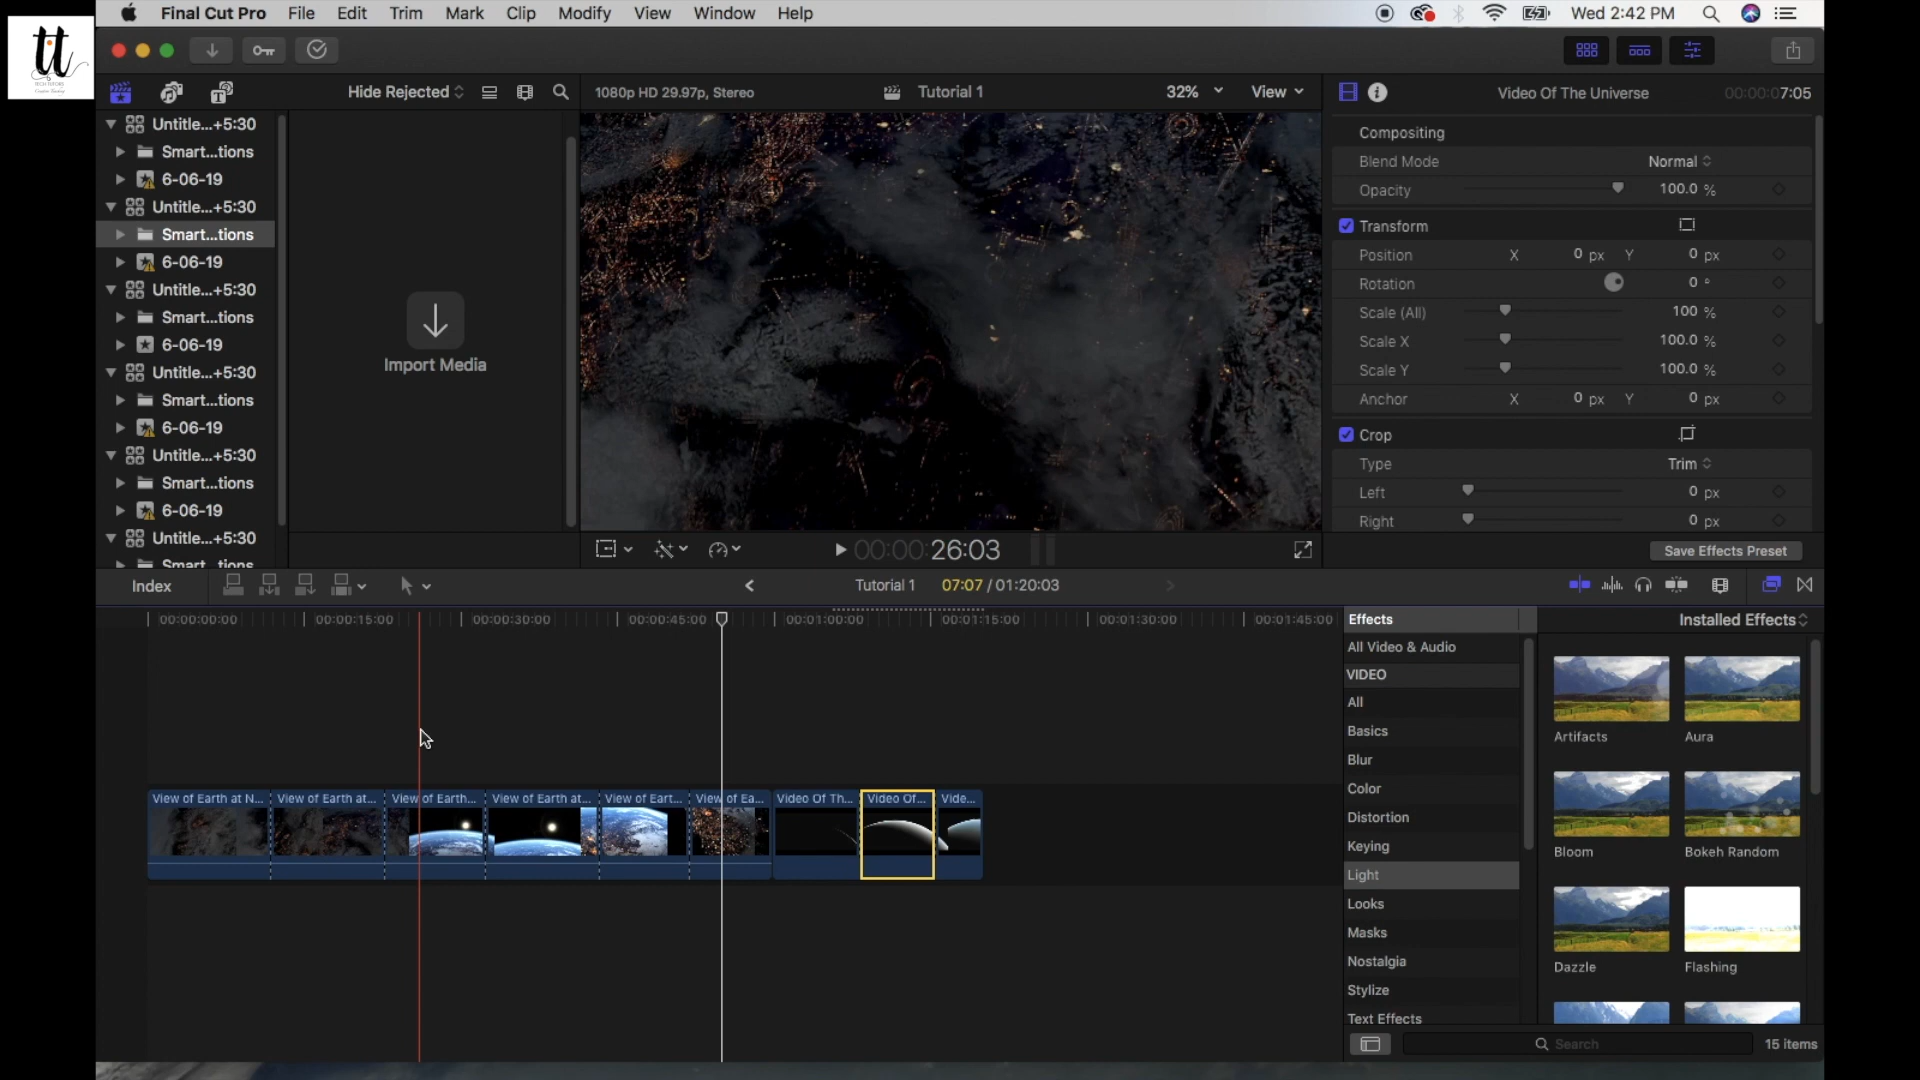 Final Cut Pro File Edit Trim Mark Clip Modify View Window Help Wed 2:42 PM
tt
TECH TUTORS
Hide Rejected
1080p HD 29.97p, Stereo Tutorial 1 32% View
Video Of The Universe 00:00:07:05
Untitle...+5:30
Smart...tions
6-06-19
Untitle...+5:30
Smart...tions
6-06-19
Untitle...+5:30
Smart...tions
6-06-19
Untitle...+5:30
Smart...tions
6-06-19
Untitle...+5:30
Smart...tions
6-06-19
Untitle...+5:30
Smart...tions
Import Media
Compositing
Blend Mode Normal
Opacity 100.0 %
Transform
Position X 0 px Y 0 px
Rotation 0 °
Scale (All) 100 %
Scale X 100.0 %
Scale Y 100.0 %
Anchor X 0 px Y 0 px
Crop
Type Trim
Left 0 px
Right 0 px
00:00:26:03
Save Effects Preset
Index Tutorial 1 07:07 / 01:20:03
00:00:00:00 00:00:15:00 00:00:30:00 00:00:45:00 00:01:00:00 00:01:15:00 00:01:30:00 00:01:45:00
View of Earth at N... View of Earth at... View of Earth... View of Earth at... View of Eart... View of Ea... Video Of Th... Video Of... Vide...
Effects
Installed Effects
All Video & Audio
VIDEO
All
Basics
Blur
Color
Distortion
Keying
Light
Looks
Masks
Nostalgia
Stylize
Text Effects
Artifacts Aura
Bloom Bokeh Random
Dazzle Flashing
Search 15 items